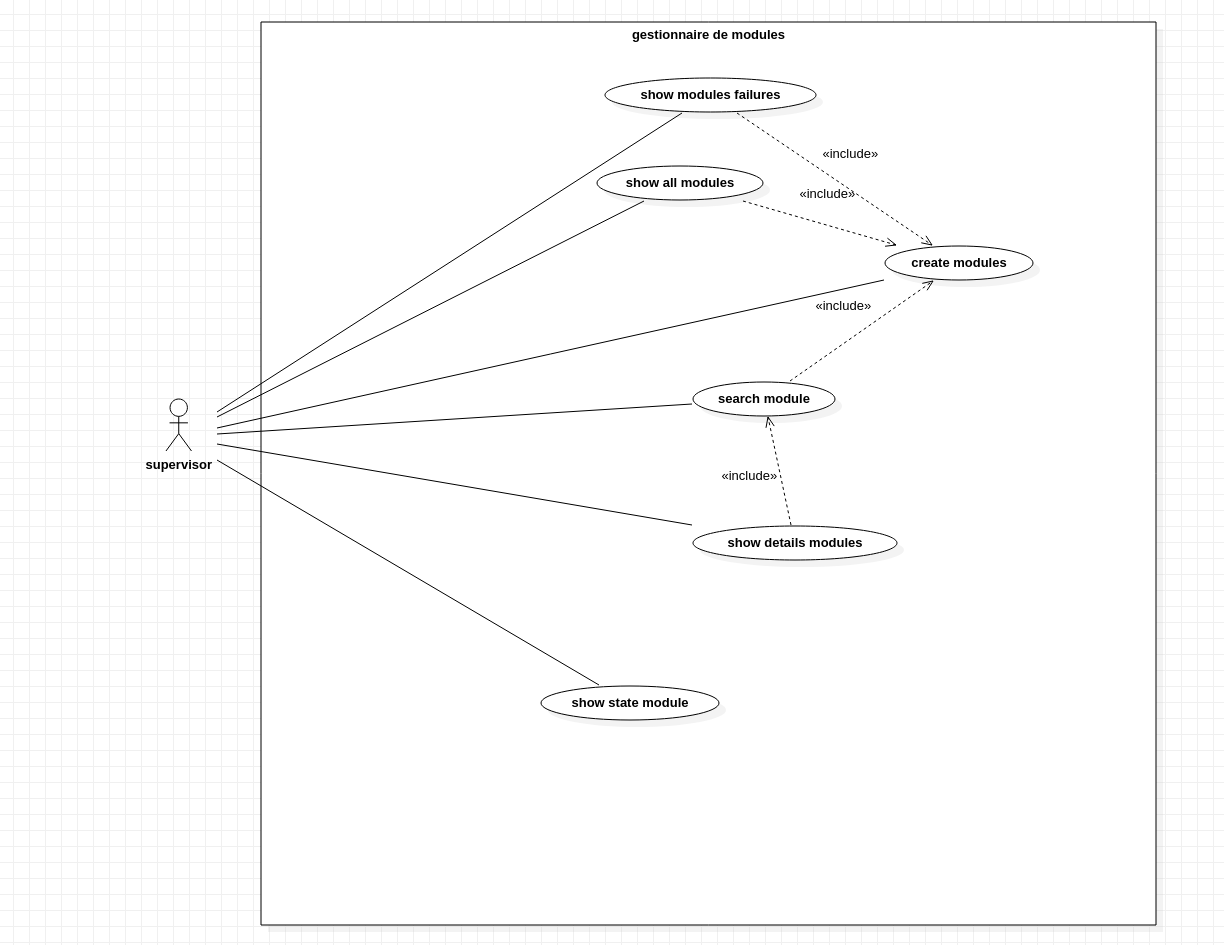 gestionnaire de modules
show modules failures
«include»
show all modules
«include»
create modules
«include»
search module
supervisor
«include»
show details modules
show state module